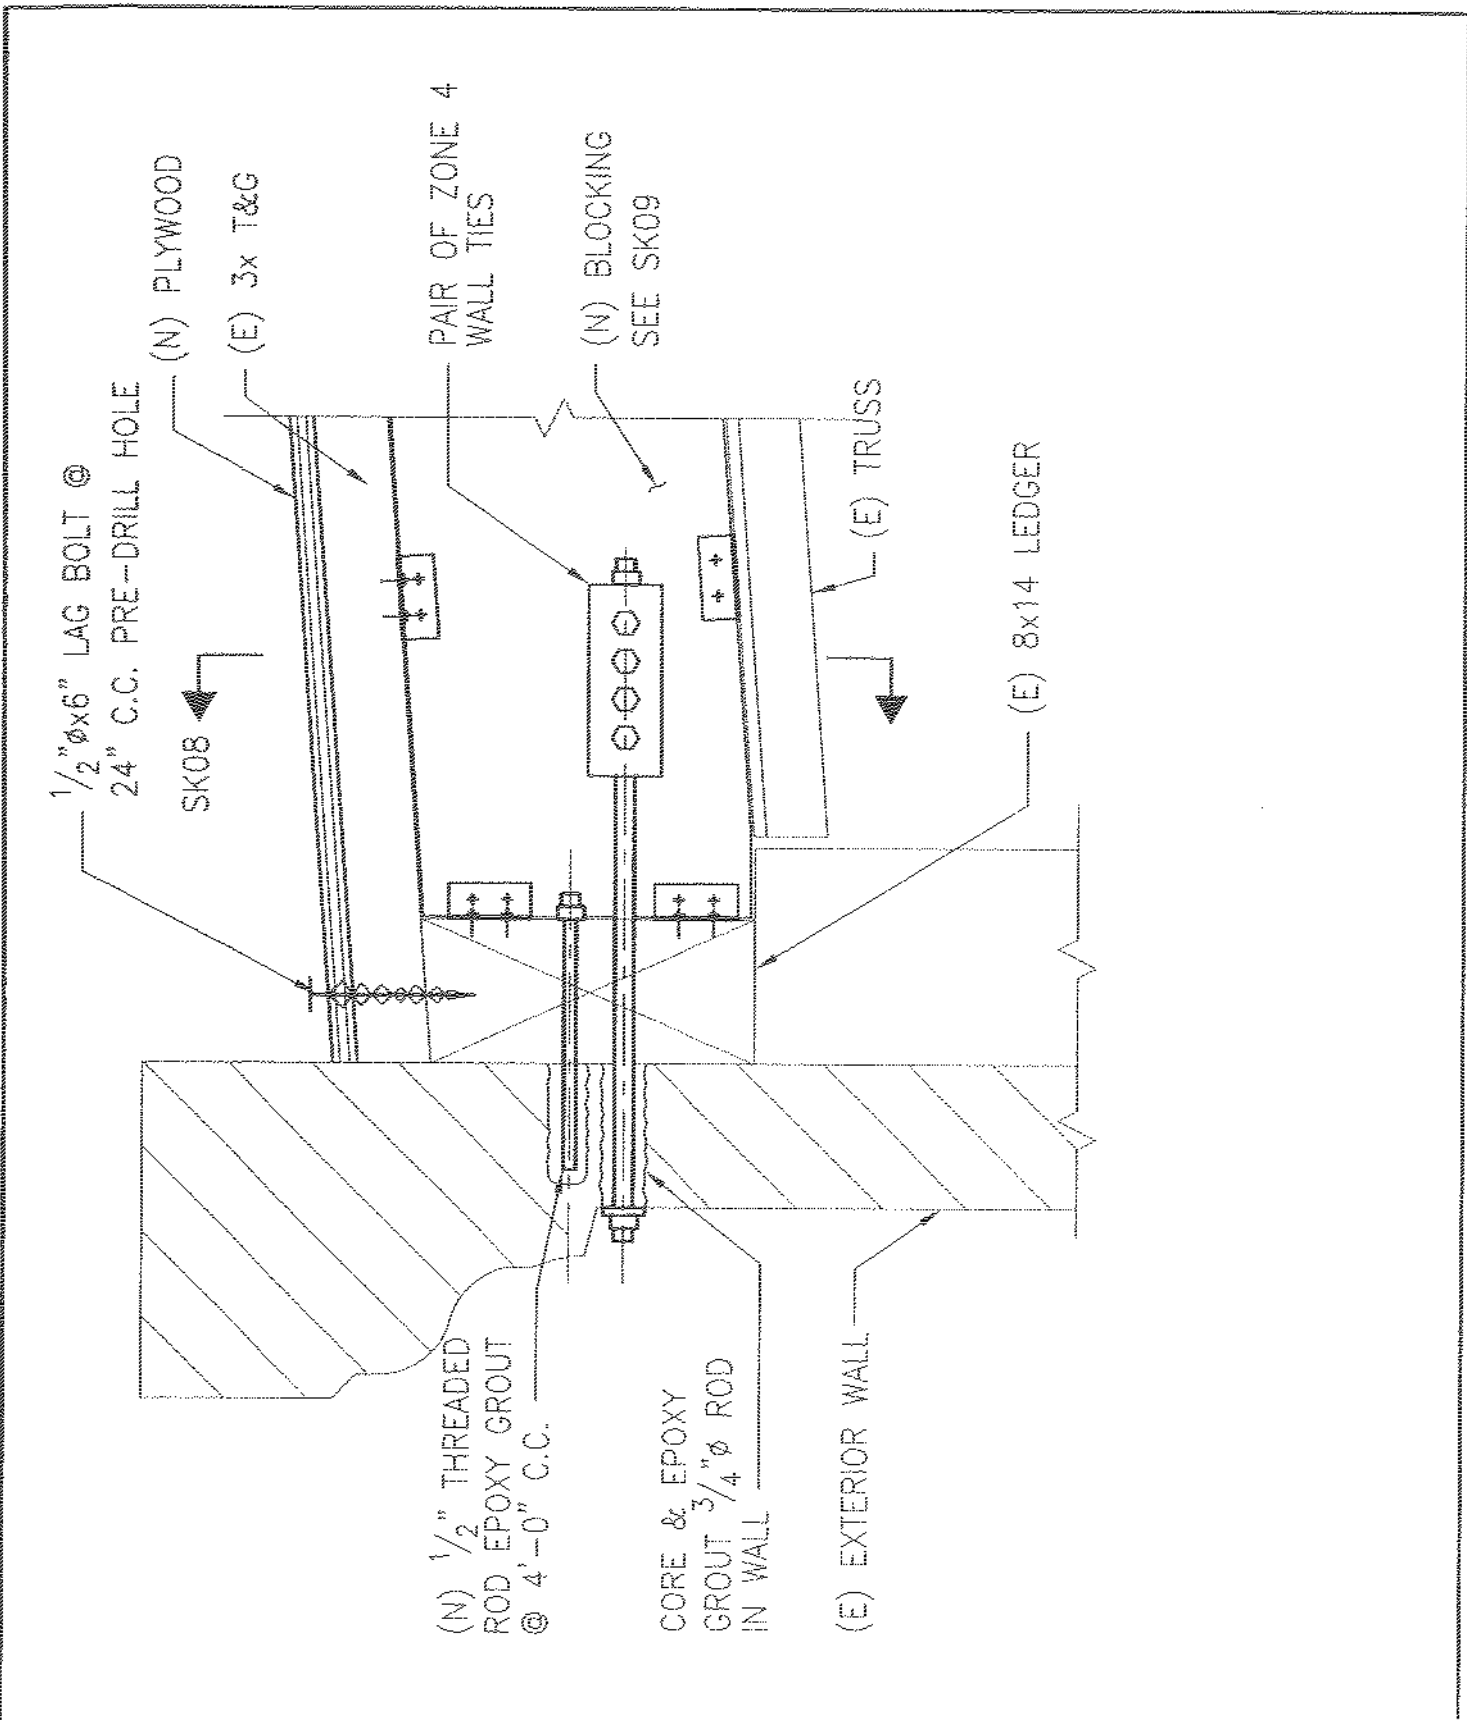 1/2"øx6" LAG BOLT @
24" C.C. PRE-DRILL HOLE
SK08
(N) PLYWOOD
(E) 3x T&G
PAIR OF ZONE 4
WALL TIES
(N) BLOCKING
SEE SK09
(E) TRUSS
(E) 8x14 LEDGER
(N) 1/2" THREADED
ROD EPOXY GROUT
@ 4'-0" C.C.
CORE & EPOXY
GROUT 3/4"ø ROD
IN WALL
(E) EXTERIOR WALL